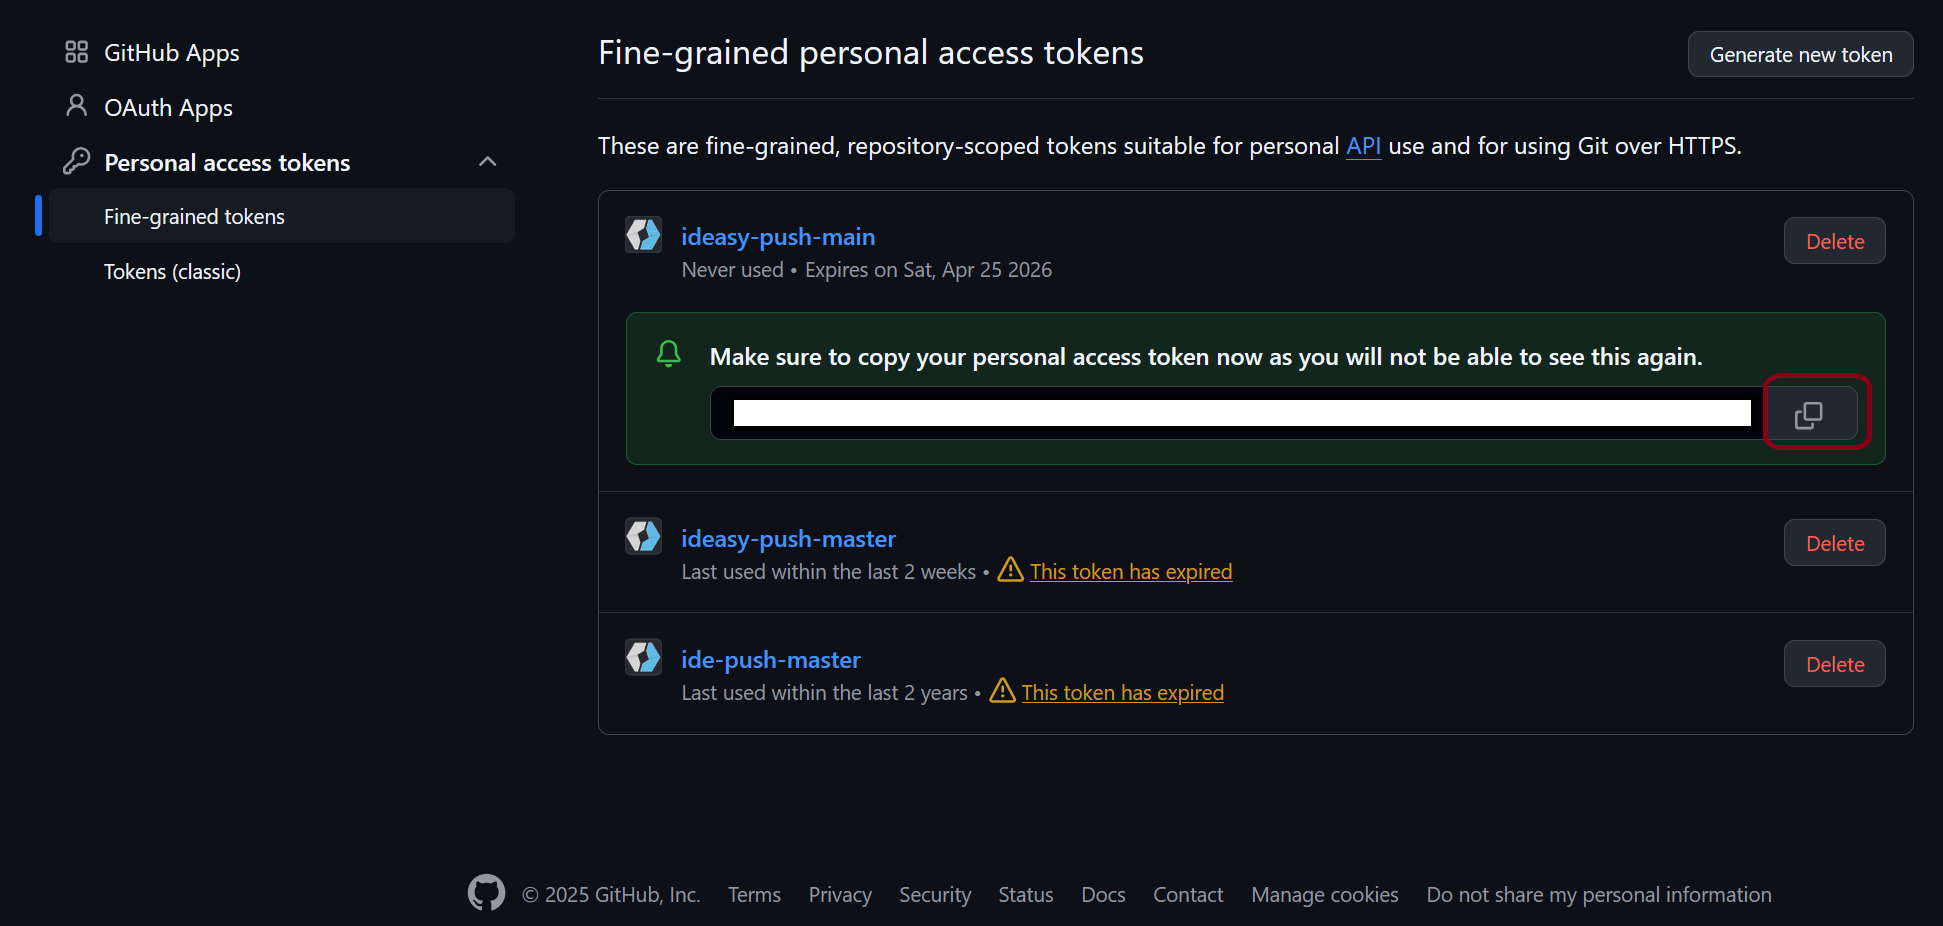 GitHub Apps
OAuth Apps
Personal access tokens
Fine-grained tokens
Tokens (classic)
Fine-grained personal access tokens
Generate new token
These are fine-grained, repository-scoped tokens suitable for personal API use and for using Git over HTTPS.
ideasy-push-main
Delete
Never used • Expires on Sat, Apr 25 2026
Make sure to copy your personal access token now as you will not be able to see this again.
ideasy-push-master
Delete
Last used within the last 2 weeks • This token has expired
ide-push-master
Delete
Last used within the last 2 years • This token has expired
© 2025 GitHub, Inc. Terms Privacy Security Status Docs Contact Manage cookies Do not share my personal information